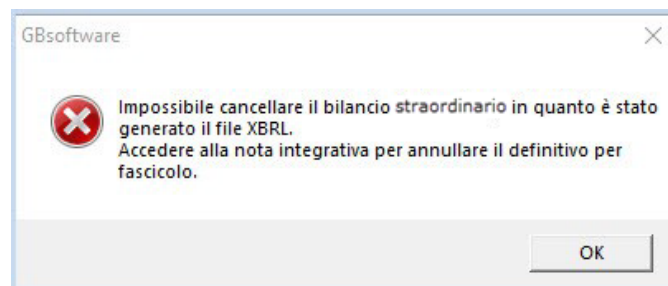 GBsoftware
Impossibile cancellare il bilancio straordinario in quanto è stato
generato il file XBRL.
Accedere alla nota integrativa per annullare il definitivo per
fascicolo.
OK